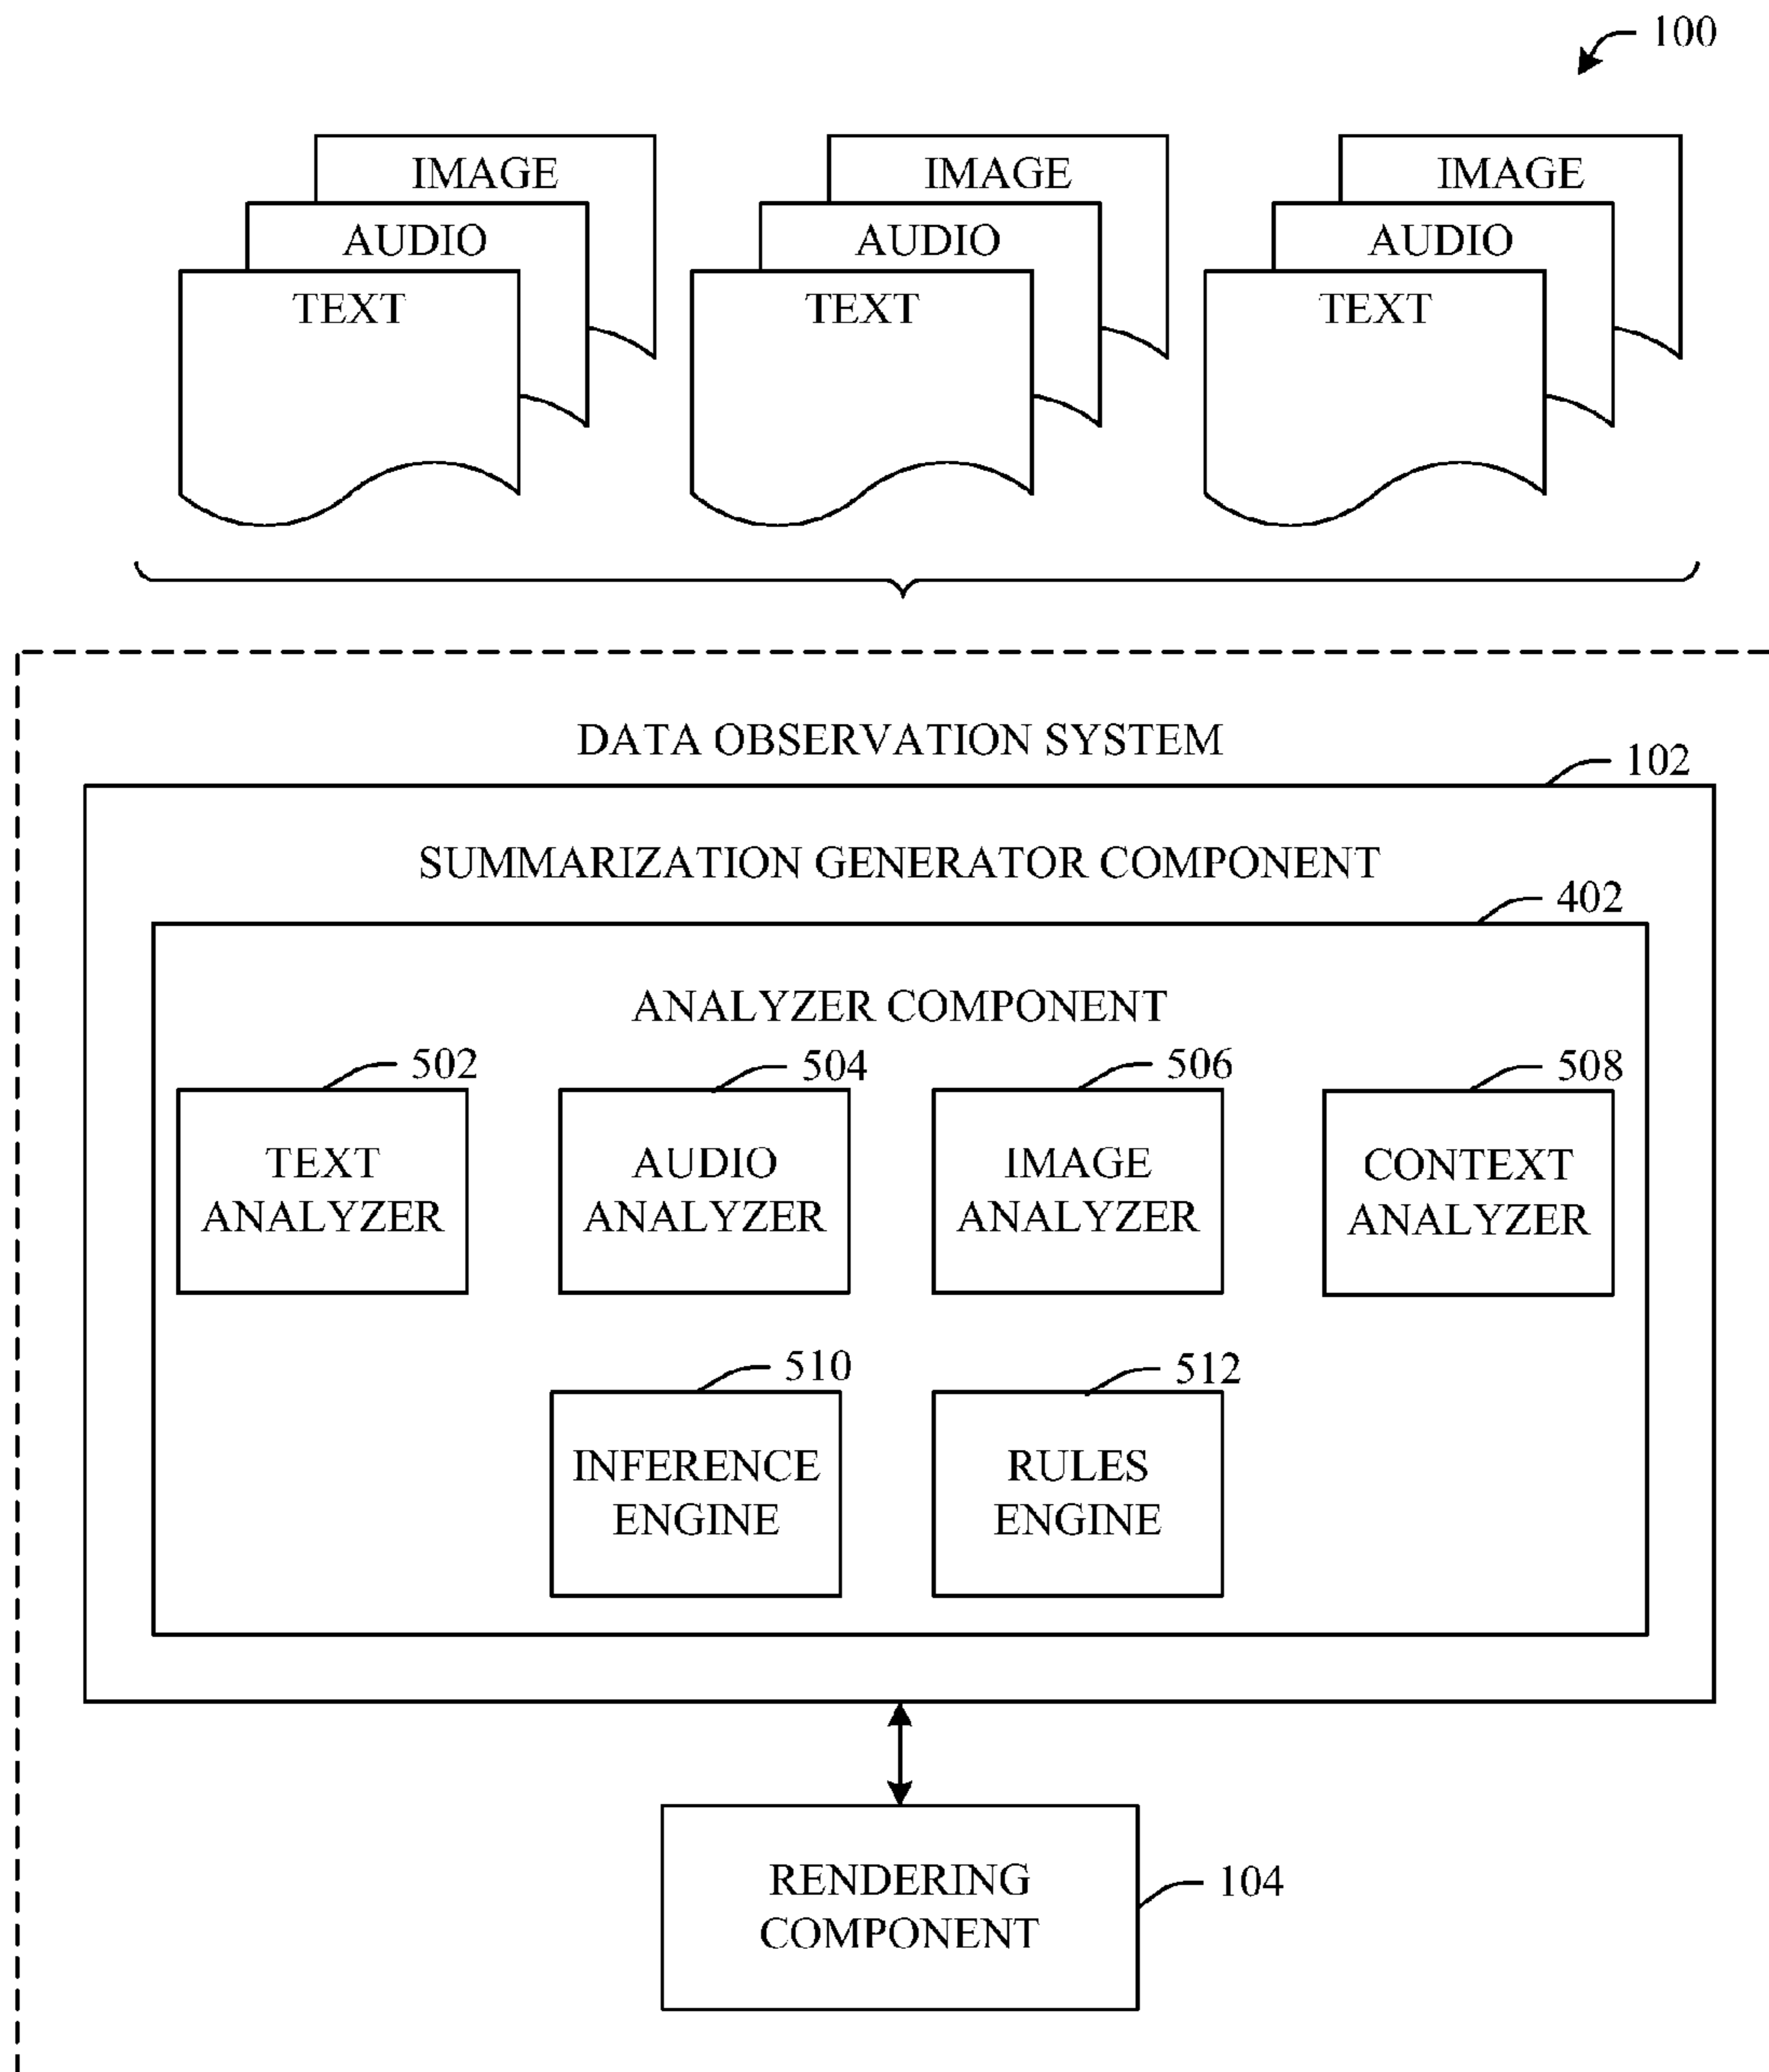 100
IMAGE
AUDIO
TEXT
IMAGE
AUDIO
TEXT
IMAGE
AUDIO
TEXT
DATA OBSERVATION SYSTEM
102
SUMMARIZATION GENERATOR COMPONENT
402
ANALYZER COMPONENT
502
TEXT
ANALYZER
504
AUDIO
ANALYZER
506
IMAGE
ANALYZER
508
CONTEXT
ANALYZER
510
INFERENCE
ENGINE
512
RULES
ENGINE
RENDERING
COMPONENT
104